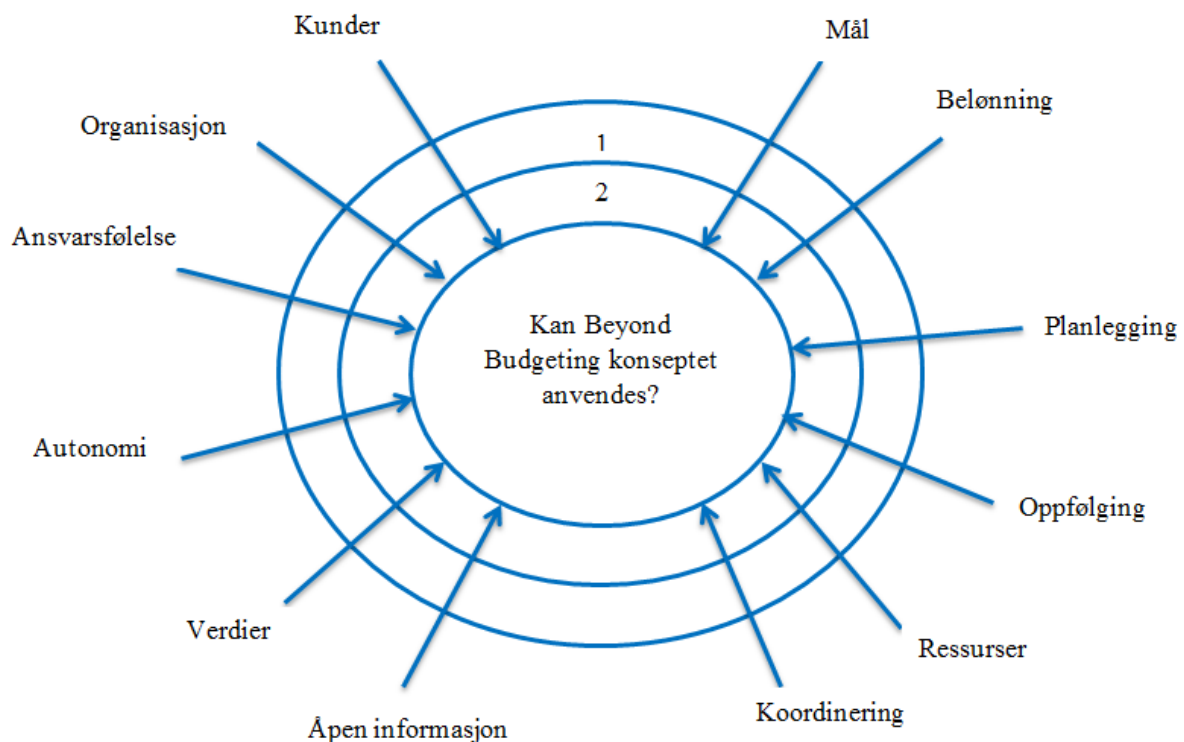 Kunder
Mål
Belønning
Organisasjon
1
2
Ansvarsfølelse
Kan Beyond
Budgeting konseptet
anvendes?
Planlegging
Autonomi
Oppfølging
Verdier
Ressurser
Åpen informasjon
Koordinering